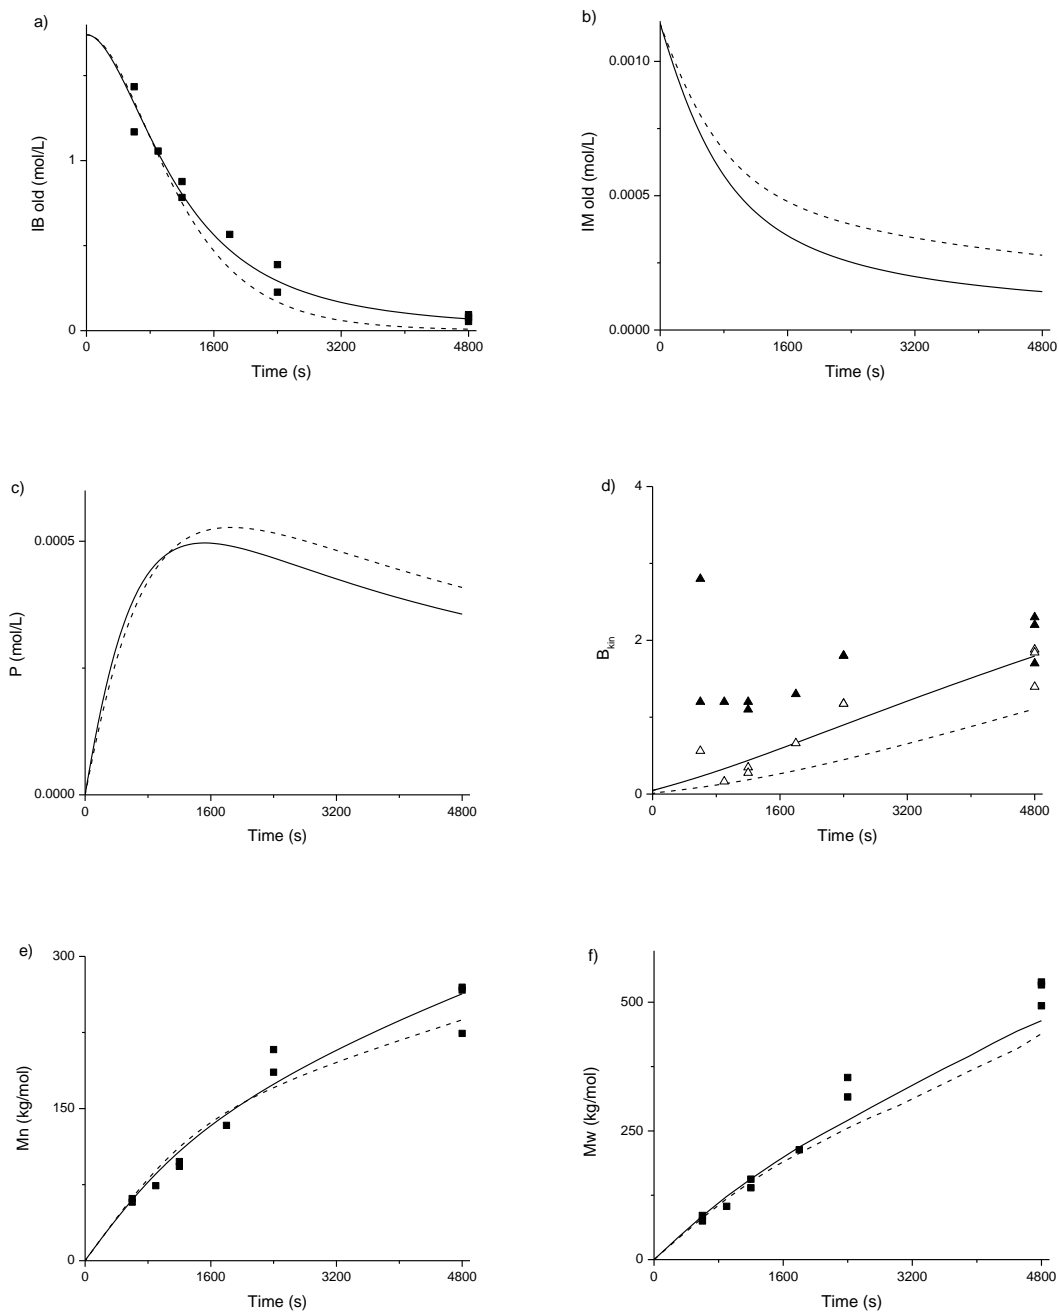 a)
IB old (mol/L)
1
0
0
1600
3200
4800
Time (s)
b)
IM old (mol/L)
0.0010
0.0005
0.0000
0
1600
3200
4800
Time (s)
c)
P (mol/L)
0.0005
0.0000
0
1600
3200
4800
Time (s)
d)
B_kin
4
2
0
0
1600
3200
4800
Time (s)
e)
Mn (kg/mol)
300
150
0
0
1600
3200
4800
Time (s)
f)
Mw (kg/mol)
500
250
0
0
1600
3200
4800
Time (s)